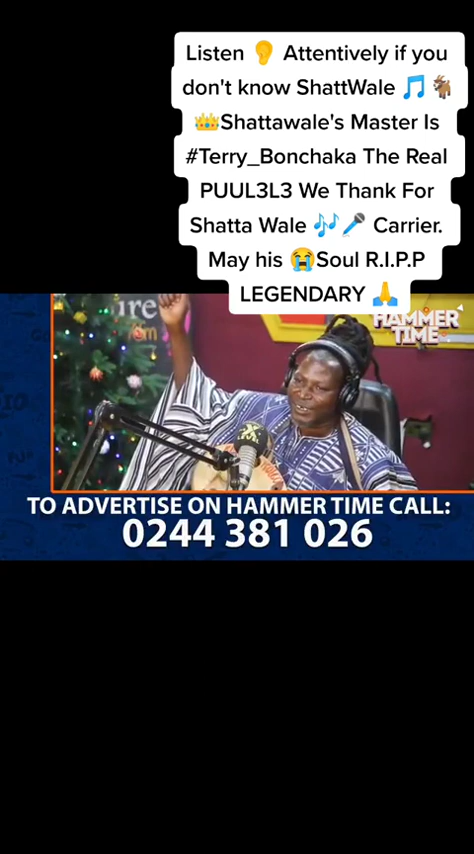 Listen 👂 Attentively if you
don't know ShattWale 🎵🐐
👑Shattawale's Master Is
#Terry_Bonchaka The Real
PUUL3L3 We Thank For
Shatta Wale 🎶🎤 Carrier.
May his 😭Soul R.I.P.P
LEGENDARY 🙏
HAMMER
TIME
TO ADVERTISE ON HAMMER TIME CALL:
0244 381 026